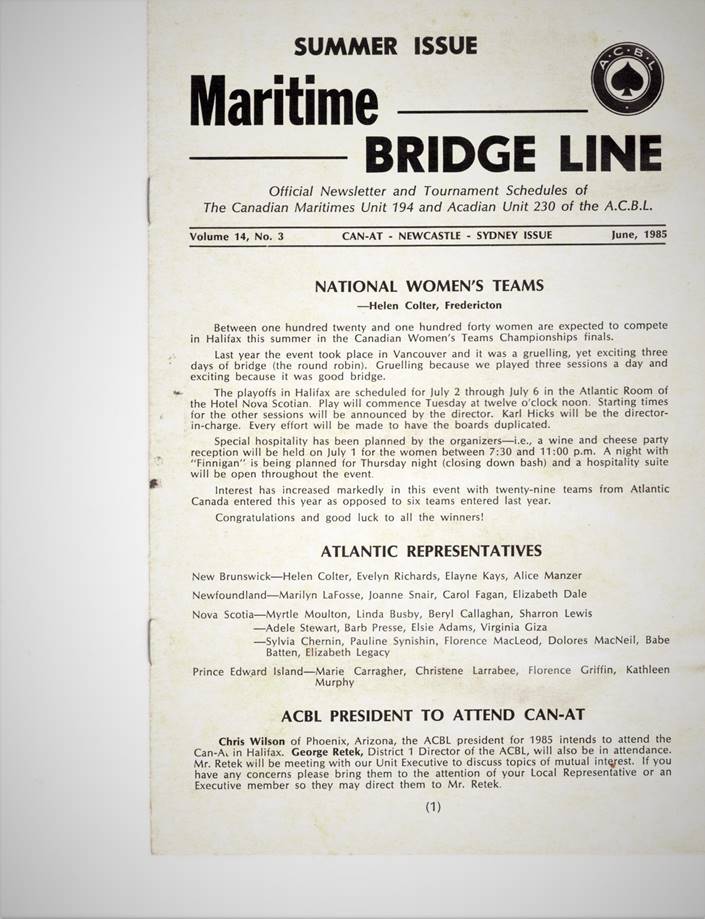 SUMMER ISSUE
A·C·B·L
Maritime
BRIDGE LINE
Official Newsletter and Tournament Schedules of
The Canadian Maritimes Unit 194 and Acadian Unit 230 of the A.C.B.L.
Volume 14, No. 3 CAN-AT - NEWCASTLE - SYDNEY ISSUE June, 1985
NATIONAL WOMEN'S TEAMS
—Helen Colter, Fredericton
Between one hundred twenty and one hundred forty women are expected to compete
in Halifax this summer in the Canadian Women's Teams Championships finals.
Last year the event took place in Vancouver and it was a gruelling, yet exciting three
days of bridge (the round robin). Gruelling because we played three sessions a day and
exciting because it was good bridge.
The playoffs in Halifax are scheduled for July 2 through July 6 in the Atlantic Room of
the Hotel Nova Scotian. Play will commence Tuesday at twelve o'clock noon. Starting times
for the other sessions will be announced by the director. Karl Hicks will be the director-
in-charge. Every effort will be made to have the boards duplicated.
Special hospitality has been planned by the organizers—i.e., a wine and cheese party
reception will be held on July 1 for the women between 7:30 and 11:00 p.m. A night with
"Finnigan" is being planned for Thursday night (closing down bash) and a hospitality suite
will be open throughout the event.
Interest has increased markedly in this event with twenty-nine teams from Atlantic
Canada entered this year as opposed to six teams entered last year.
Congratulations and good luck to all the winners!
ATLANTIC REPRESENTATIVES
New Brunswick—Helen Colter, Evelyn Richards, Elayne Kays, Alice Manzer
Newfoundland—Marilyn LaFosse, Joanne Snair, Carol Fagan, Elizabeth Dale
Nova Scotia—Myrtle Moulton, Linda Busby, Beryl Callaghan, Sharron Lewis
—Adele Stewart, Barb Presse, Elsie Adams, Virginia Giza
—Sylvia Chernin, Pauline Synishin, Florence MacLeod, Dolores MacNeil, Babe
Batten, Elizabeth Legacy
Prince Edward Island—Marie Carragher, Christene Larrabee, Florence Griffin, Kathleen
Murphy
ACBL PRESIDENT TO ATTEND CAN-AT
Chris Wilson of Phoenix, Arizona, the ACBL president for 1985 intends to attend the
Can-At in Halifax. George Retek, District 1 Director of the ACBL, will also be in attendance.
Mr. Retek will be meeting with our Unit Executive to discuss topics of mutual interest. If you
have any concerns please bring them to the attention of your Local Representative or an
Executive member so they may direct them to Mr. Retek.
(1)